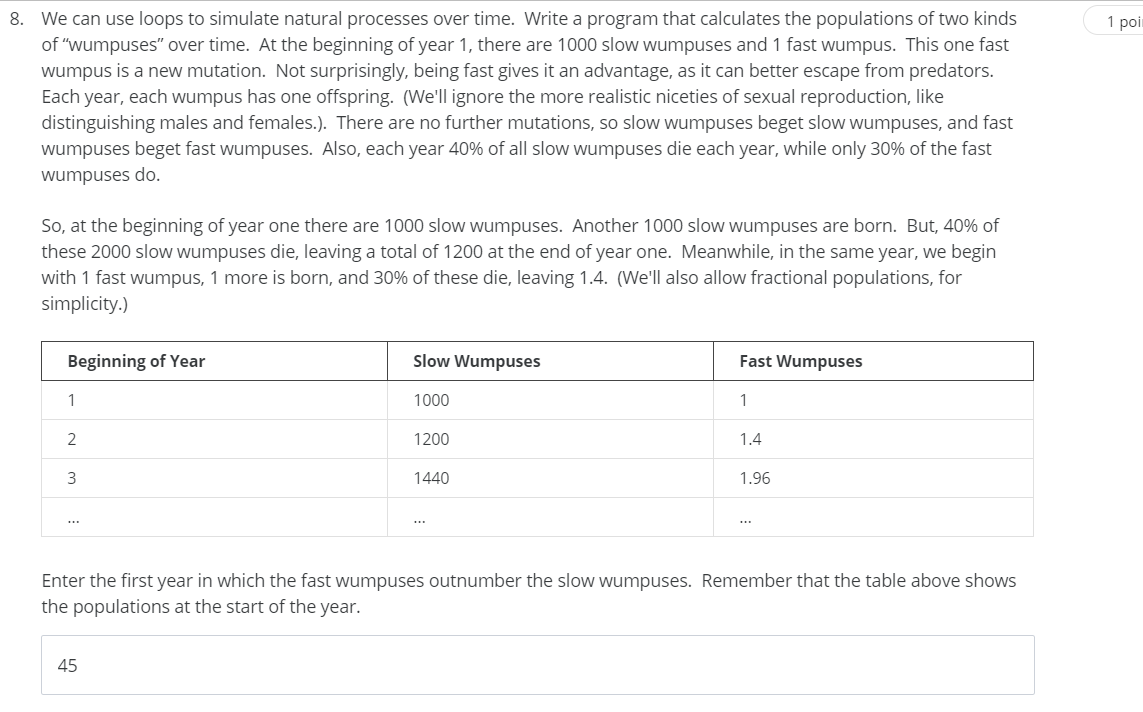 8. We can use loops to simulate natural processes over time. Write a program that calculates the populations of two kinds
1 poi
of “wumpuses” over time. At the beginning of year 1, there are 1000 slow wumpuses and 1 fast wumpus. This one fast
wumpus is a new mutation. Not surprisingly, being fast gives it an advantage, as it can better escape from predators.
Each year, each wumpus has one offspring. (We'll ignore the more realistic niceties of sexual reproduction, like
distinguishing males and females.). There are no further mutations, so slow wumpuses beget slow wumpuses, and fast
wumpuses beget fast wumpuses. Also, each year 40% of all slow wumpuses die each year, while only 30% of the fast
wumpuses do.
So, at the beginning of year one there are 1000 slow wumpuses. Another 1000 slow wumpuses are born. But, 40% of
these 2000 slow wumpuses die, leaving a total of 1200 at the end of year one. Meanwhile, in the same year, we begin
with 1 fast wumpus, 1 more is born, and 30% of these die, leaving 1.4. (We'll also allow fractional populations, for
simplicity.)
Beginning of Year Slow Wumpuses Fast Wumpuses
1 1000 1
2 1200 1.4
3 1440 1.96
... ... ...
Enter the first year in which the fast wumpuses outnumber the slow wumpuses. Remember that the table above shows
the populations at the start of the year.
45